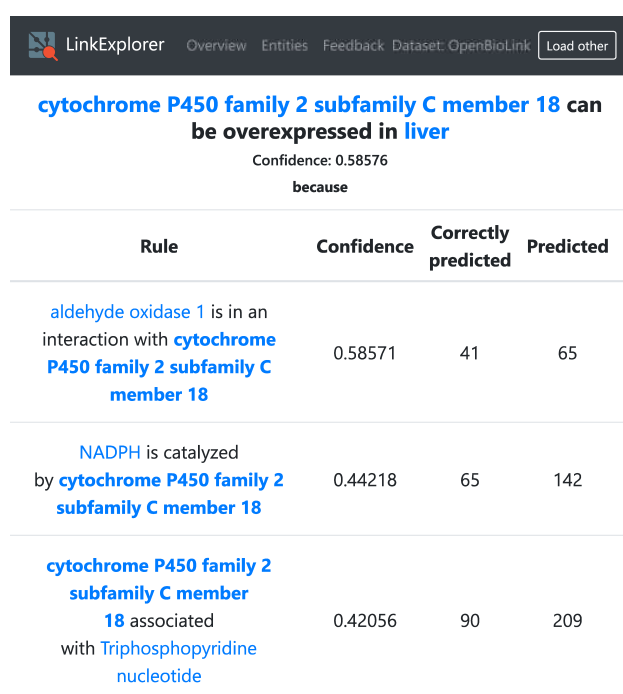 LinkExplorer Overview Entities Feedback Dataset: OpenBioLink Load other
cytochrome P450 family 2 subfamily C member 18 can
be overexpressed in liver
Confidence: 0.58576
because
Rule Confidence Correctly predicted Predicted
aldehyde oxidase 1 is in an
interaction with cytochrome
P450 family 2 subfamily C
member 18
0.58571 41 65
NADPH is catalyzed
by cytochrome P450 family 2
subfamily C member 18
0.44218 65 142
cytochrome P450 family 2
subfamily C member
18 associated
with Triphosphopyridine
nucleotide
0.42056 90 209